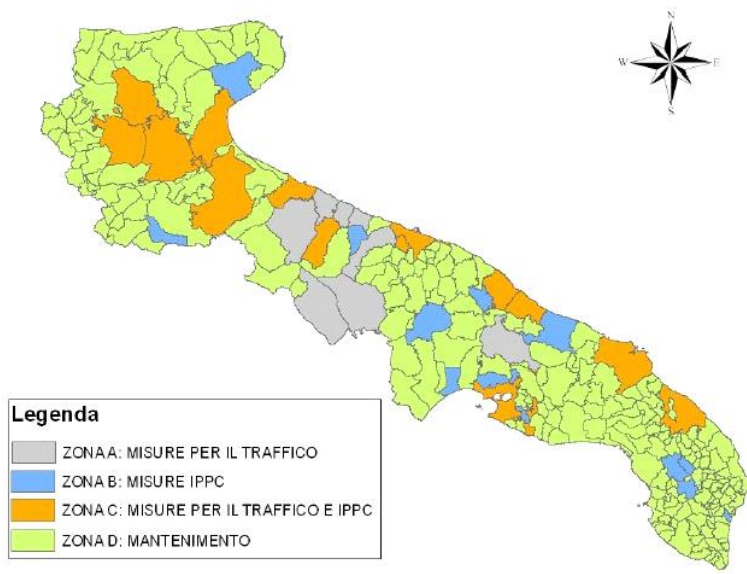 N
W E
S
Legenda
ZONA A: MISURE PER IL TRAFFICO
ZONA B: MISURE IPPC
ZONA C: MISURE PER IL TRAFFICO E IPPC
ZONA D: MANTENIMENTO